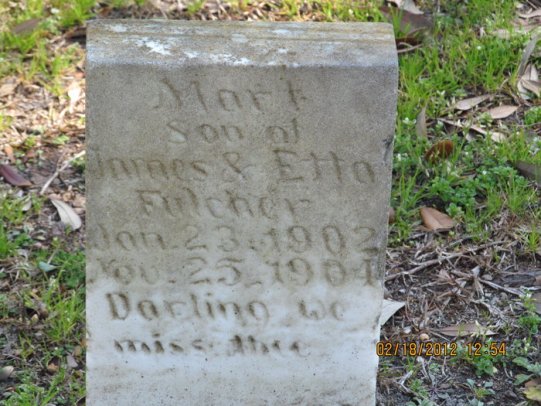 Mart
Son of
James & Etta
Fulcher
Jan. 23, 1902
Nov. 25, 1904
Darling we
miss thee
02/18/2012 12:54